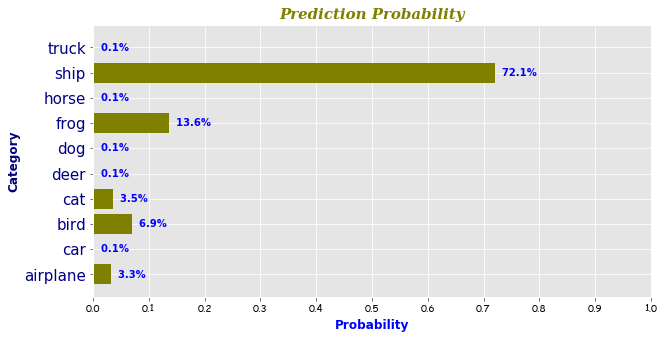 Prediction Probability
Category
truck 0.1%
ship 72.1%
horse 0.1%
frog 13.6%
dog 0.1%
deer 0.1%
cat 3.5%
bird 6.9%
car 0.1%
airplane 3.3%
0.0 0.1 0.2 0.3 0.4 0.5 0.6 0.7 0.8 0.9 1.0
Probability